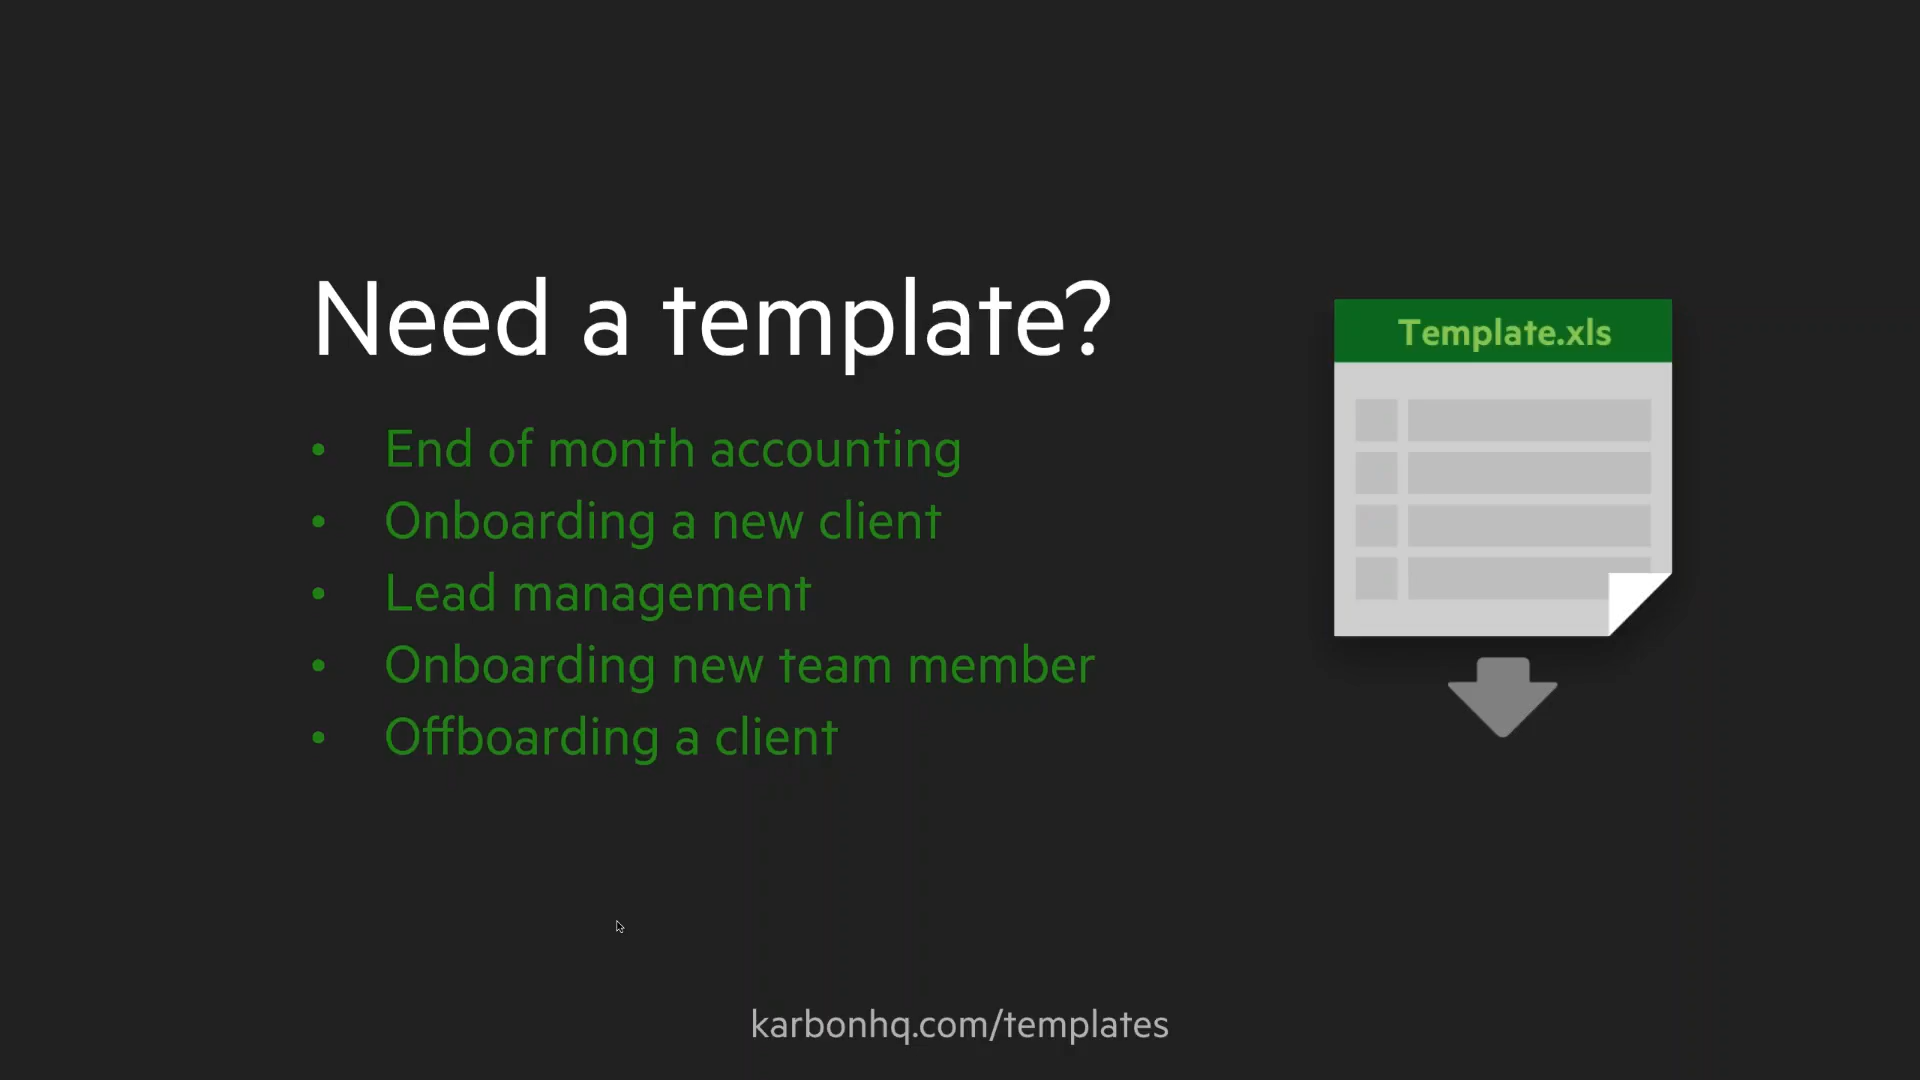 Need a template?
• End of month accounting
• Onboarding a new client
• Lead management
• Onboarding new team member
• Offboarding a client
Template.xls
karbonhq.com/templates